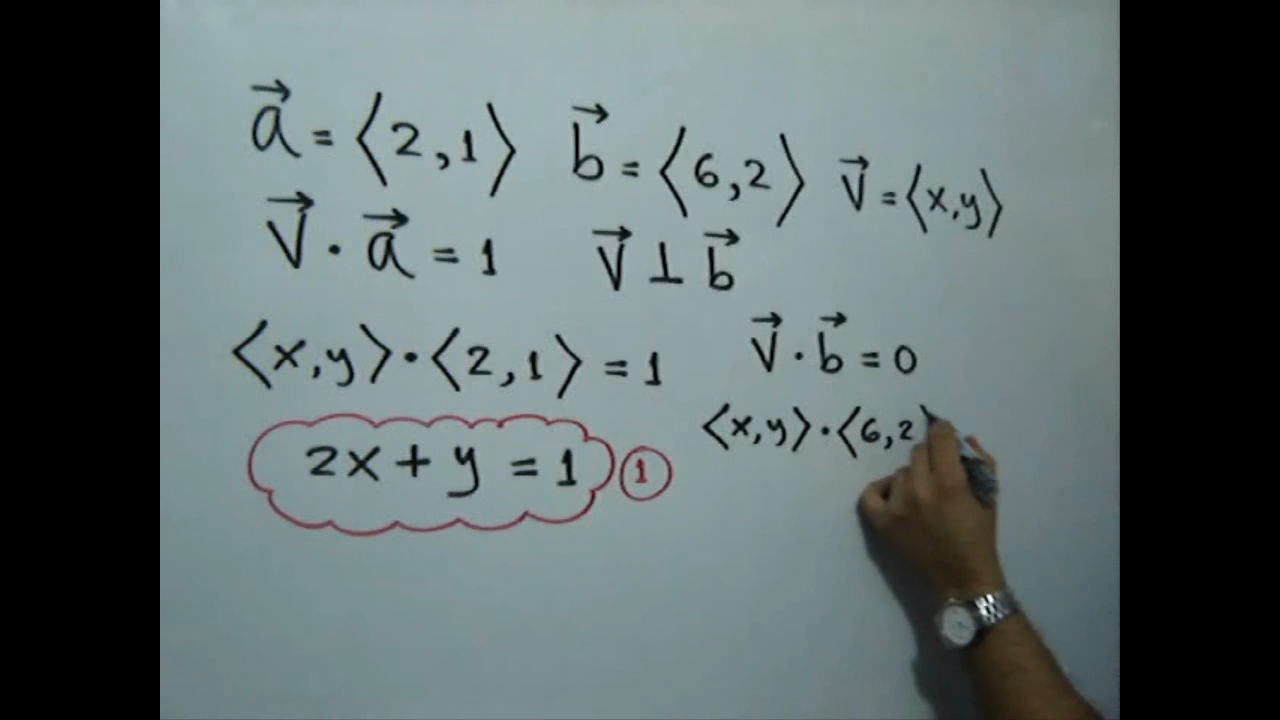 a⃗ = ⟨2,1⟩ b⃗ = ⟨6,2⟩ v⃗ = ⟨x,y⟩
v⃗ · a⃗ = 1 v⃗ ⊥ b⃗
⟨x,y⟩ · ⟨2,1⟩ = 1 v⃗ · b⃗ = 0
2x + y = 1 ① ⟨x,y⟩ · ⟨6,2⟩